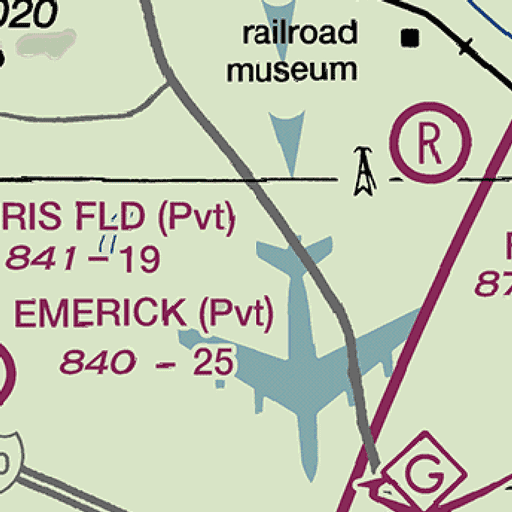 020
railroad
museum
R
RIS FLD (Pvt)
841 - 19
EMERICK (Pvt)
840 - 25
87
G